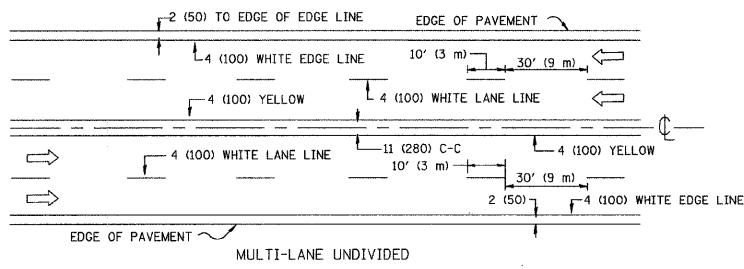 2 (50) TO EDGE OF EDGE LINE
EDGE OF PAVEMENT
4 (100) WHITE EDGE LINE
10' (3 m)
30' (9 m)
4 (100) YELLOW
4 (100) WHITE LANE LINE
℄
4 (100) WHITE LANE LINE
11 (280) C-C
4 (100) YELLOW
10' (3 m)
30' (9 m)
2 (50)
4 (100) WHITE EDGE LINE
EDGE OF PAVEMENT
MULTI-LANE UNDIVIDED